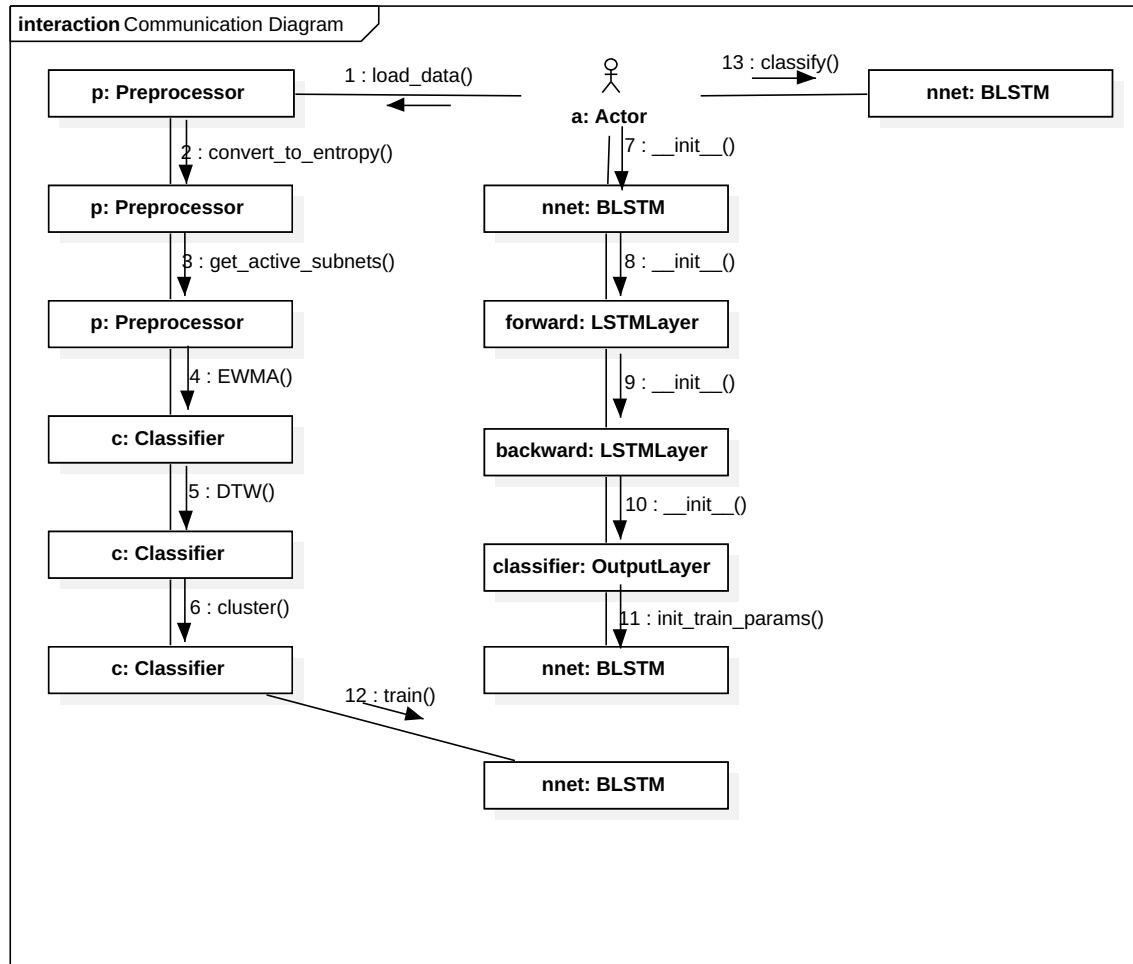 interaction Communication Diagram
1 : load_data()
13 : classify()
p: Preprocessor
a: Actor
nnet: BLSTM
2 : convert_to_entropy()
7 : __init__()
p: Preprocessor
nnet: BLSTM
3 : get_active_subnets()
8 : __init__()
p: Preprocessor
forward: LSTMLayer
4 : EWMA()
9 : __init__()
c: Classifier
backward: LSTMLayer
5 : DTW()
10 : __init__()
c: Classifier
classifier: OutputLayer
6 : cluster()
11 : init_train_params()
c: Classifier
nnet: BLSTM
12 : train()
nnet: BLSTM